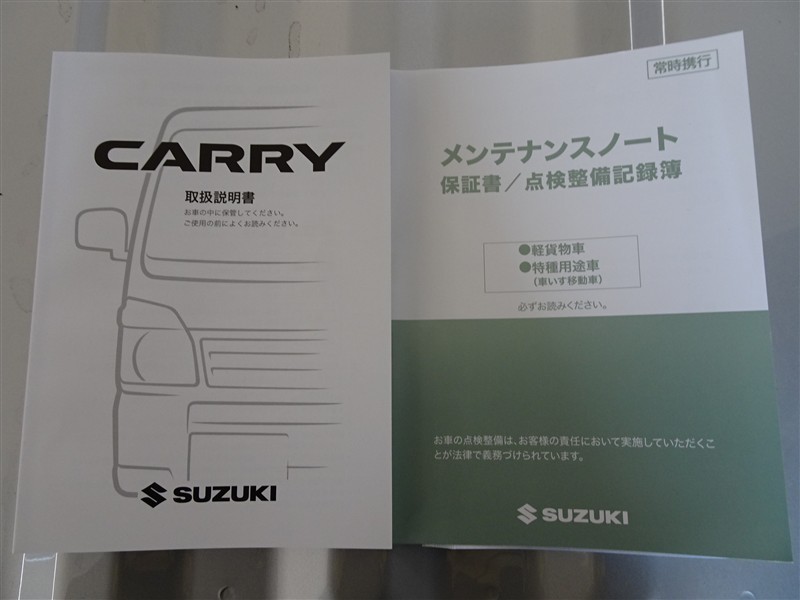 CARRY
取扱説明書
お車の中に保管してください。
ご使用の前によくお読みください。
SUZUKI
常時携行
メンテナンスノート
保証書／点検整備記録簿
●軽貨物車
●特種用途車
（車いす移動車）
必ずお読みください。
お車の点検整備は、お客様の責任において実施していただくこ
とが法律で義務づけられています。
SUZUKI